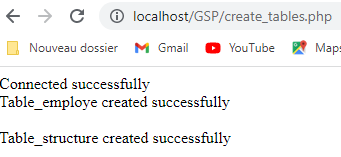 localhost/GSP/create_tables.php
Nouveau dossier Gmail YouTube Maps
Connected successfully
Table_employe created successfully
Table_structure created successfully